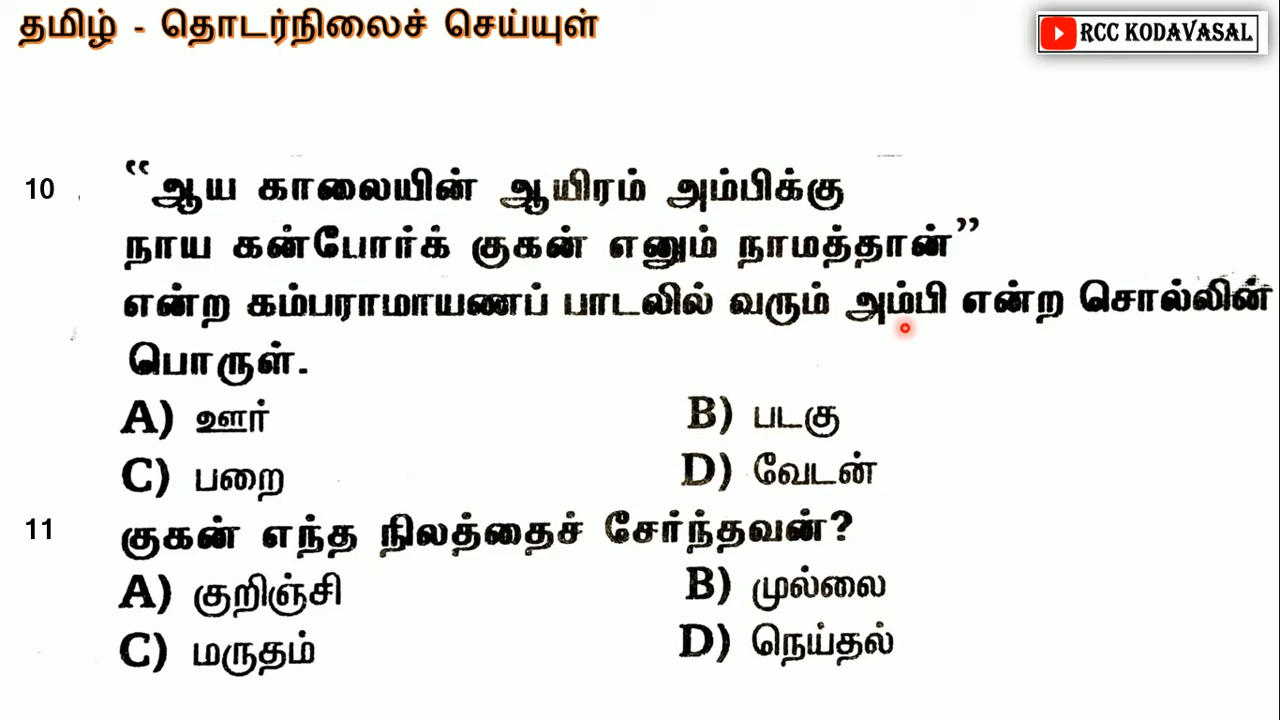 தமிழ் - தொடர்நிலைச் செய்யுள்
RCC KODAVASAL
10 “ஆய காலையின் ஆயிரம் அம்பிக்கு
நாய கன்போர்க் குகன் எனும் நாமத்தான்”
என்ற கம்பராமாயணப் பாடலில் வரும் அம்பி என்ற சொல்லின்
பொருள்.
A) ஊர் B) படகு
C) பறை D) வேடன்
11 குகன் எந்த நிலத்தைச் சேர்ந்தவன்?
A) குறிஞ்சி B) முல்லை
C) மருதம் D) நெய்தல்